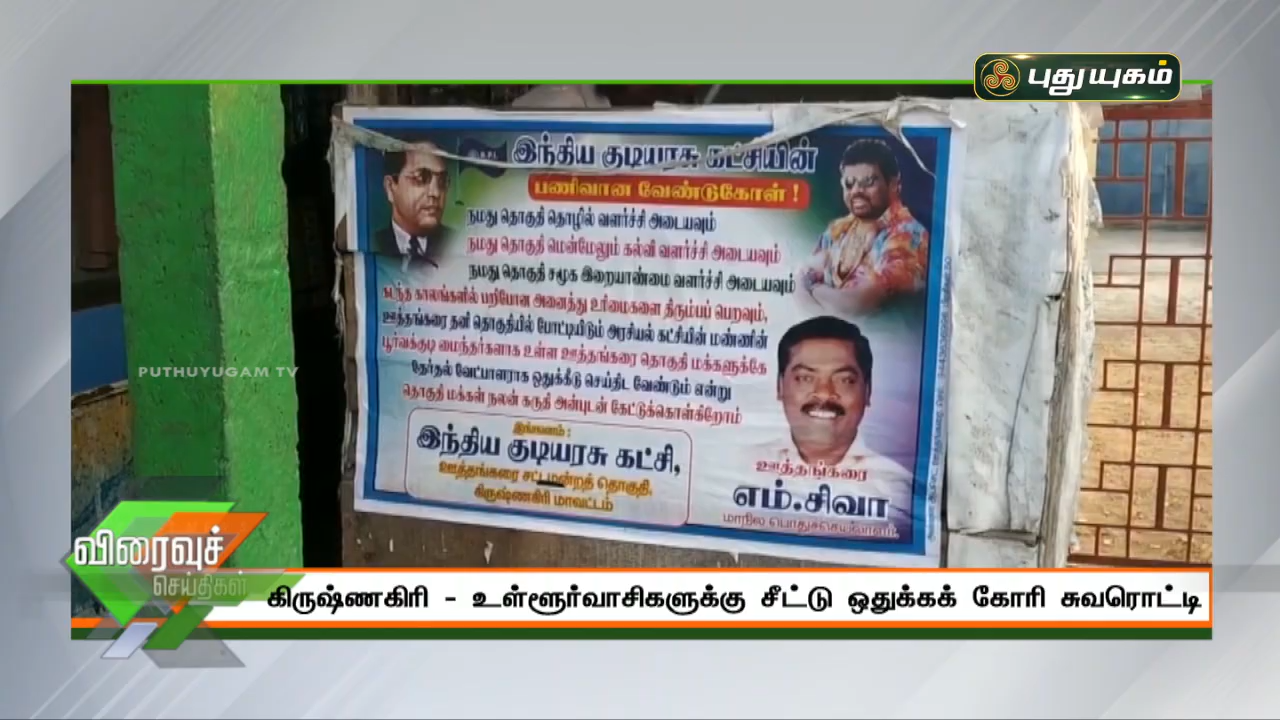 புதுயுகம்
இந்திய குடியாசு கட்சியின்
பணிவான வேண்டுகோள் !
நமது தொகுதி தொழில் வளர்ச்சி அடையவும்
நமது தொகுதி மென்மேலும் கல்வி வளர்ச்சி அடையவும்
நமது தொகுதி சமூக இறையாண்மை வளர்ச்சி அடையவும்
கடந்த காலங்களில் பறிபோன அனைத்து உரிமைகளை திரும்பப் பெறவும்,
ஊத்தங்கரை தனி தொகுதியில் போட்டியிடும் அரசியல் கட்சியின் மண்ணின்
பூர்வக்குடி மைந்தர்களாக உள்ள ஊத்தங்கரை தொகுதி மக்களுக்கே
தேர்தல் வேட்பாளராக ஒதுக்கீடு செய்திட வேண்டும் என்று
தொகுதி மக்கள் நலன் கருதி அன்புடன் கேட்டுக்கொள்கிறோம்
இங்ஙனம் :
இந்திய குடியரசு கட்சி,
ஊத்தங்கரை சட்டமன்றத் தொகுதி,
கிருஷ்ணகிரி மாவட்டம்
ஊத்தங்கரை
எம்.சிவா
மாநில பொதுச்செயலாளர்,
PUTHUYUGAM TV
விரைவுச்
செய்திகள்
கிருஷ்ணகிரி - உள்ளூர்வாசிகளுக்கு சீட்டு ஒதுக்கக் கோரி சுவரொட்டி